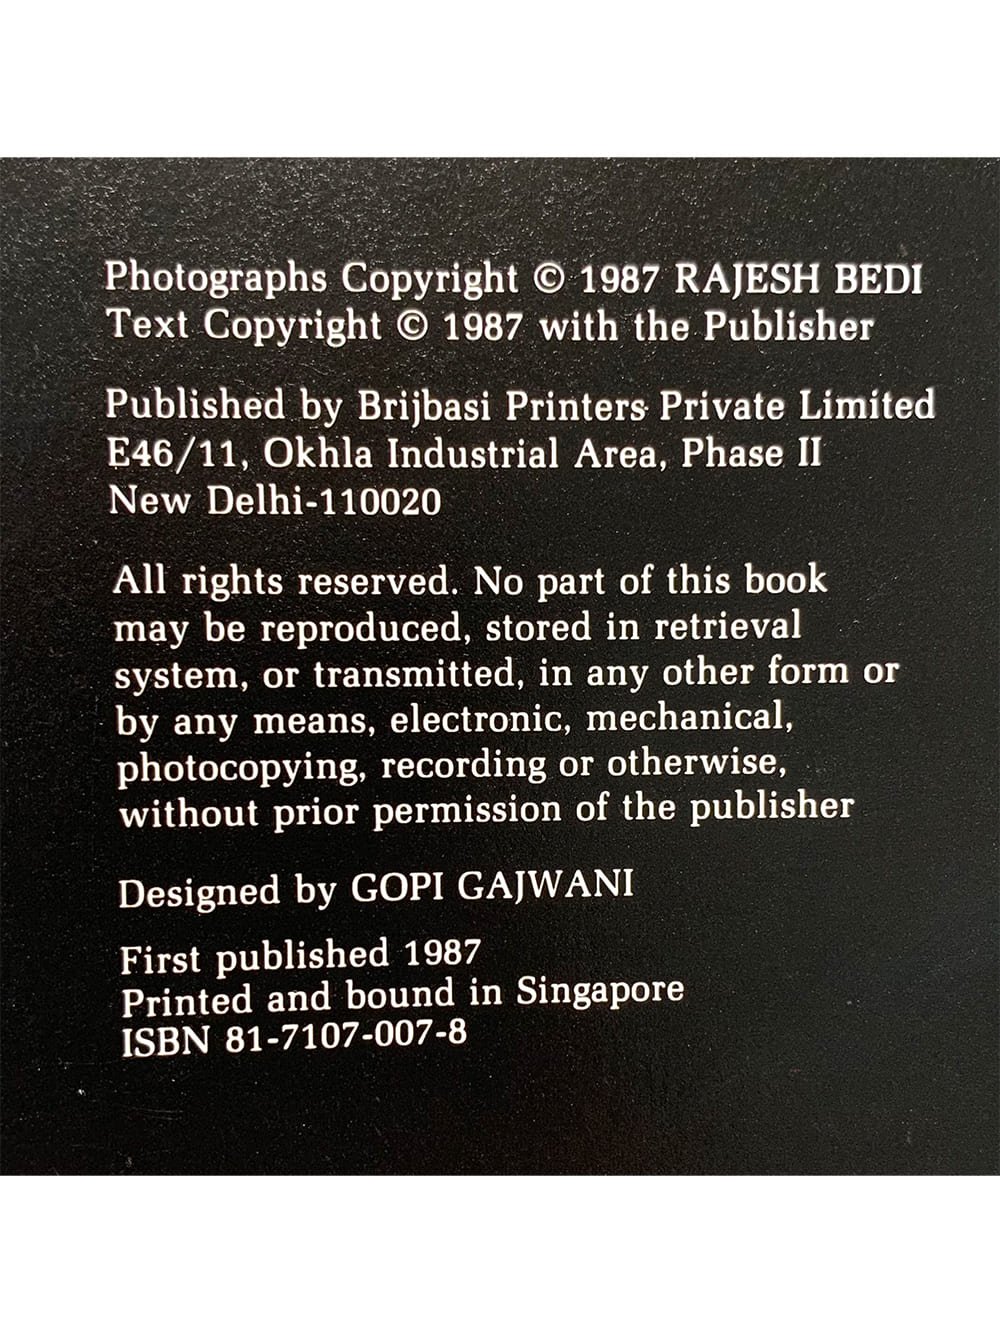 Photographs Copyright © 1987 RAJESH BEDI
Text Copyright © 1987 with the Publisher
Published by Brijbasi Printers Private Limited
E46/11, Okhla Industrial Area, Phase II
New Delhi-110020
All rights reserved. No part of this book
may be reproduced, stored in retrieval
system, or transmitted, in any other form or
by any means, electronic, mechanical,
photocopying, recording or otherwise,
without prior permission of the publisher
Designed by GOPI GAJWANI
First published 1987
Printed and bound in Singapore
ISBN 81-7107-007-8